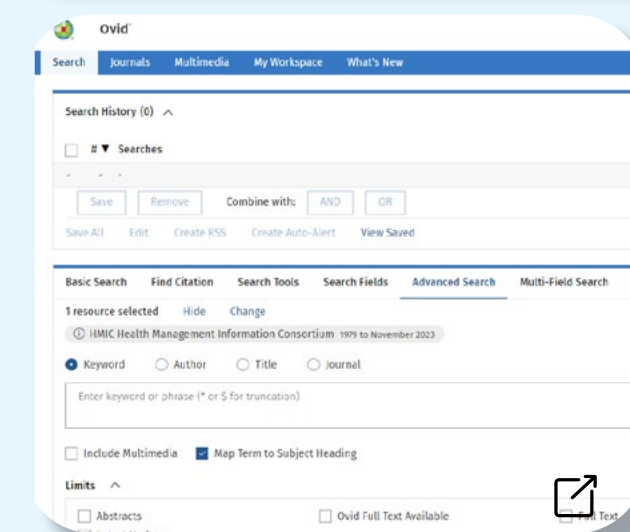 Ovid
Search Journals Multimedia My Workspace What's New
Search History (0)
# ▼ Searches
- - -
Save Remove Combine with: AND OR
Save All Edit Create RSS Create Auto-Alert View Saved
Basic Search Find Citation Search Tools Search Fields Advanced Search Multi-Field Search
1 resource selected Hide Change
HMIC Health Management Information Consortium 1979 to November 2023
Keyword Author Title Journal
Enter keyword or phrase (* or $ for truncation)
Include Multimedia Map Term to Subject Heading
Limits
Abstracts Ovid Full Text Available Text